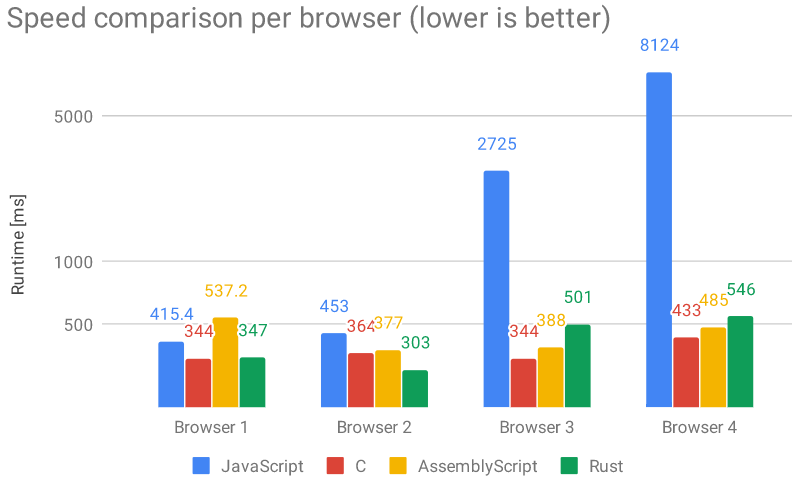 Speed comparison per browser (lower is better)
Runtime [ms]
5000
1000
500
415.4
344
537.2
347
453
364
377
303
2725
344
388
501
8124
433
485
546
Browser 1
Browser 2
Browser 3
Browser 4
JavaScript
C
AssemblyScript
Rust